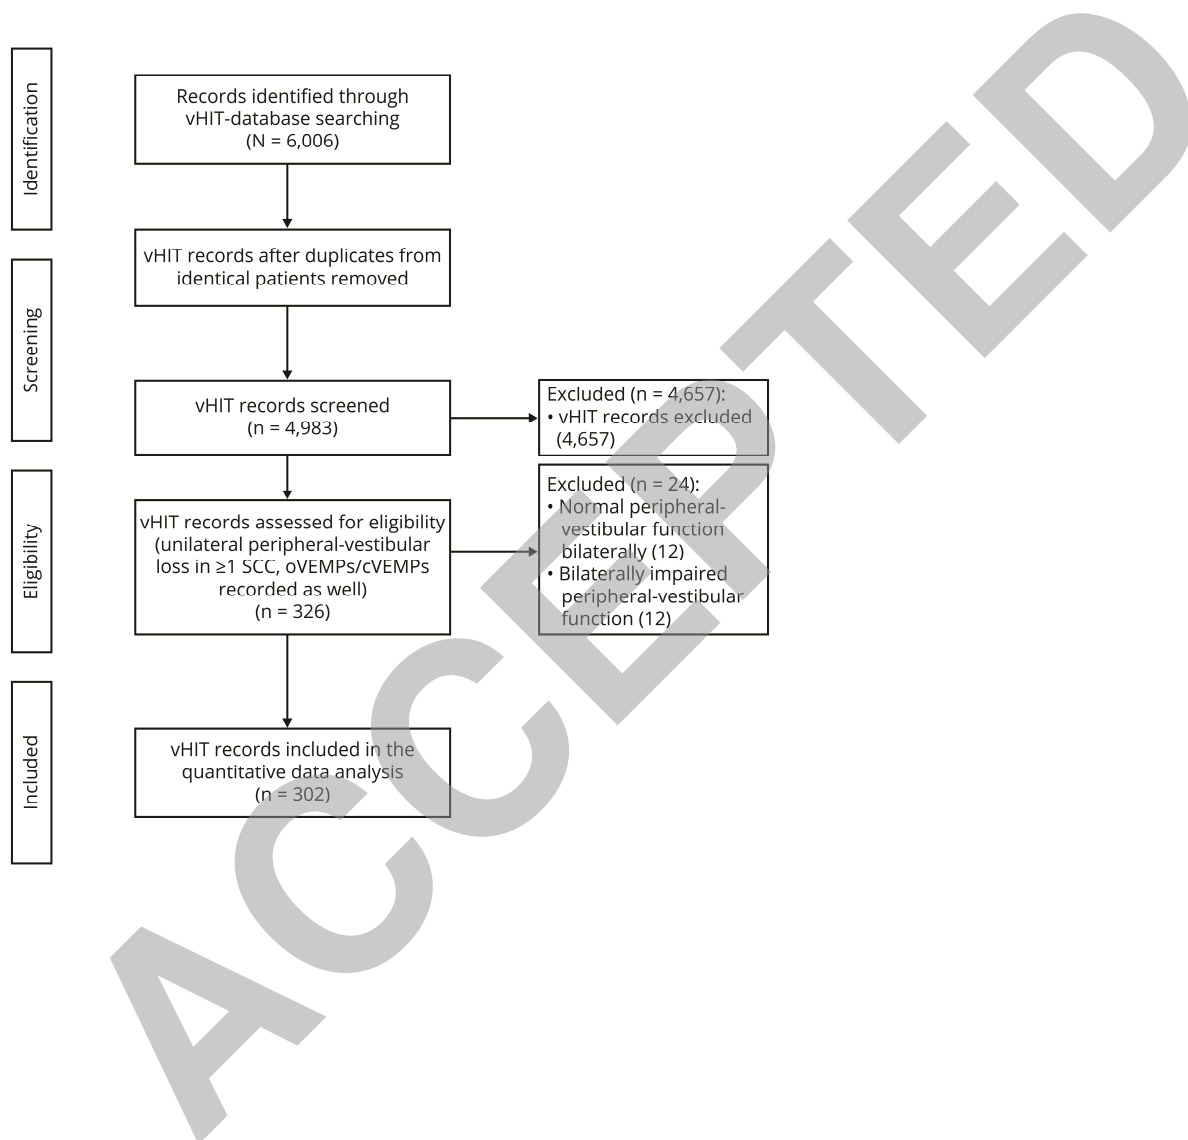 Identification
Records identified through
vHIT-database searching
(N = 6,006)
vHIT records after duplicates from
identical patients removed
Screening
vHIT records screened
(n = 4,983)
Excluded (n = 4,657):
• vHIT records excluded
(4,657)
Eligibility
vHIT records assessed for eligibility
(unilateral peripheral-vestibular
loss in ≥1 SCC, oVEMPs/cVEMPs
recorded as well)
(n = 326)
Excluded (n = 24):
• Normal peripheral-
vestibular function
bilaterally (12)
• Bilaterally impaired
peripheral-vestibular
function (12)
Included
vHIT records included in the
quantitative data analysis
(n = 302)
ACCEPTED